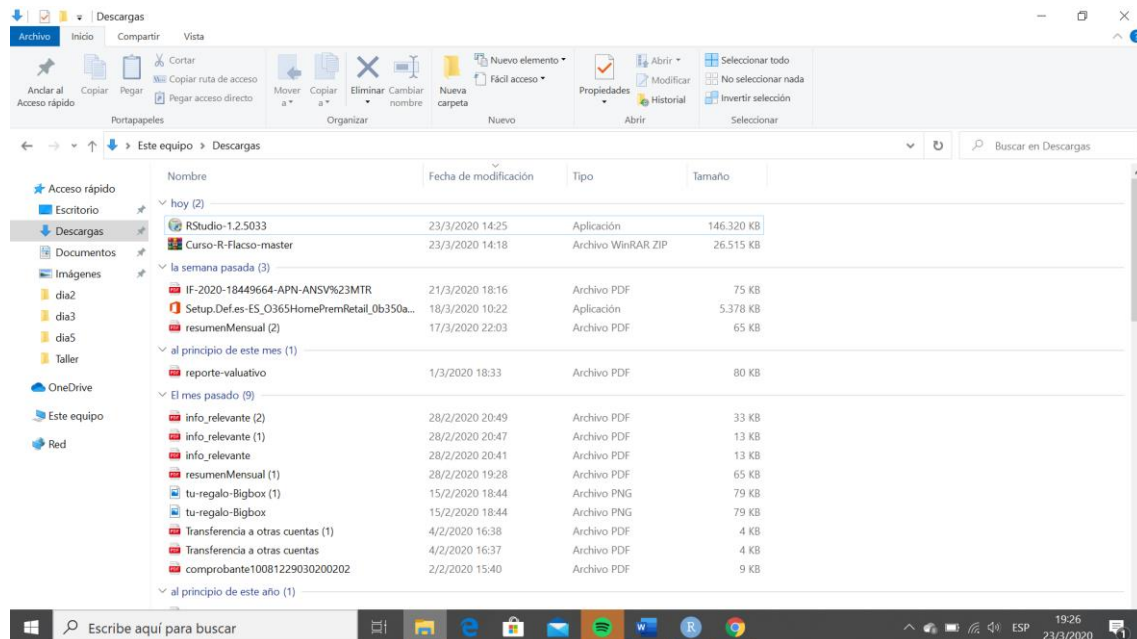 Descargas
Archivo Inicio Compartir Vista
Anclar al Acceso rápido
Copiar
Pegar
Cortar
Copiar ruta de acceso
Pegar acceso directo
Portapapeles
Mover a
Copiar a
Eliminar
Cambiar nombre
Organizar
Nueva carpeta
Nuevo elemento
Fácil acceso
Nuevo
Propiedades
Abrir
Modificar
Historial
Abrir
Seleccionar todo
No seleccionar nada
Invertir selección
Seleccionar
Este equipo > Descargas
Buscar en Descargas
Acceso rápido
Escritorio
Descargas
Documentos
Imágenes
dia2
dia3
dia5
Taller
OneDrive
Este equipo
Red
Nombre Fecha de modificación Tipo Tamaño
hoy (2)
RStudio-1.2.5033 23/3/2020 14:25 Aplicación 146.320 KB
Curso-R-Flacso-master 23/3/2020 14:18 Archivo WinRAR ZIP 26.515 KB
la semana pasada (3)
IF-2020-18449664-APN-ANSV%23MTR 21/3/2020 18:16 Archivo PDF 75 KB
Setup.Def.es-ES_O365HomePremRetail_0b350a... 18/3/2020 10:22 Aplicación 5.378 KB
resumenMensual (2) 17/3/2020 22:03 Archivo PDF 65 KB
al principio de este mes (1)
reporte-valuativo 1/3/2020 18:33 Archivo PDF 80 KB
El mes pasado (9)
info_relevante (2) 28/2/2020 20:49 Archivo PDF 33 KB
info_relevante (1) 28/2/2020 20:47 Archivo PDF 13 KB
info_relevante 28/2/2020 20:41 Archivo PDF 13 KB
resumenMensual (1) 28/2/2020 19:28 Archivo PDF 65 KB
tu-regalo-Bigbox (1) 15/2/2020 18:44 Archivo PNG 79 KB
tu-regalo-Bigbox 15/2/2020 18:44 Archivo PNG 79 KB
Transferencia a otras cuentas (1) 4/2/2020 16:38 Archivo PDF 4 KB
Transferencia a otras cuentas 4/2/2020 16:37 Archivo PDF 4 KB
comprobante10081229030200202 2/2/2020 15:40 Archivo PDF 9 KB
al principio de este año (1)
Escribe aquí para buscar
ESP
19:26
23/3/2020